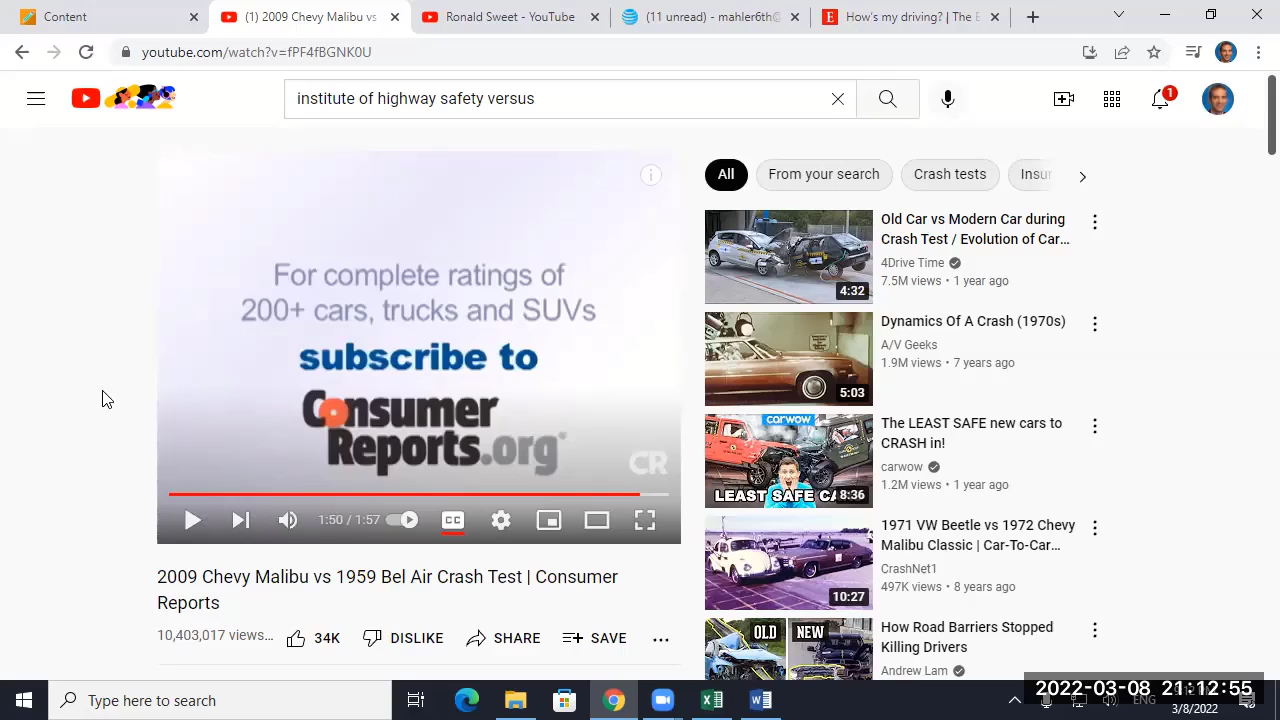 Content
(1) 2009 Chevy Malibu vs
Ronald Sweet - YouTube
(11 unread) - mahler6th@
How's my driving? | The E
youtube.com/watch?v=fPF4fBGNK0U
institute of highway safety versus
1
For complete ratings of
200+ cars, trucks and SUVs
subscribe to
Consumer
Reports.org
CR
1:50 / 1:57
CC
2009 Chevy Malibu vs 1959 Bel Air Crash Test | Consumer
Reports
10,403,017 views...
34K
DISLIKE
SHARE
SAVE
All
From your search
Crash tests
Insur
Old Car vs Modern Car during
Crash Test / Evolution of Car...
4Drive Time
7.5M views • 1 year ago
4:32
Dynamics Of A Crash (1970s)
A/V Geeks
1.9M views • 7 years ago
5:03
carwow
LEAST SAFE CA
8:36
The LEAST SAFE new cars to
CRASH in!
carwow
1.2M views • 1 year ago
1971 VW Beetle vs 1972 Chevy
Malibu Classic | Car-To-Car...
CrashNet1
497K views • 8 years ago
10:27
OLD
NEW
How Road Barriers Stopped
Killing Drivers
Andrew Lam
Type here to search
2022-03-08 21:12:55
ENG
3/8/2022